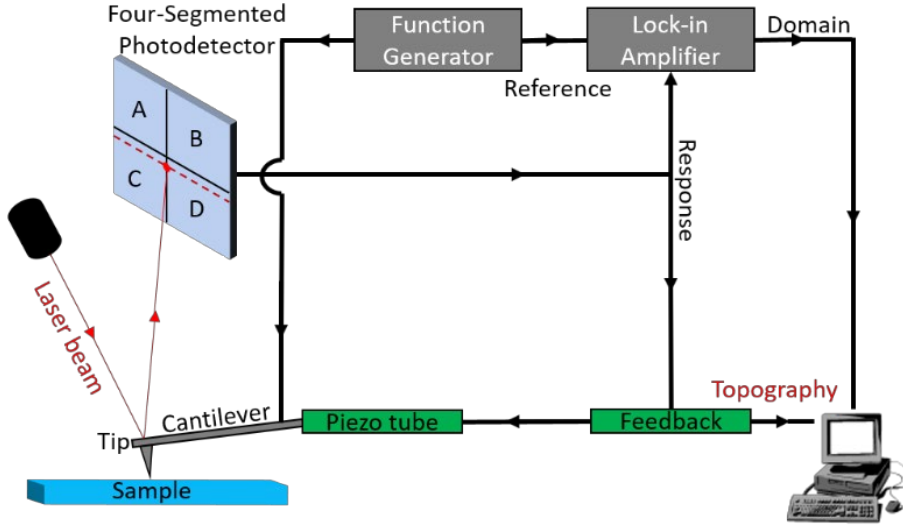 Four-Segmented
Photodetector
Function
Generator
Lock-in
Amplifier
Domain
Reference
A
B
C
D
Response
Laser beam
Topography
Cantilever
Tip
Piezo tube
Feedback
Sample